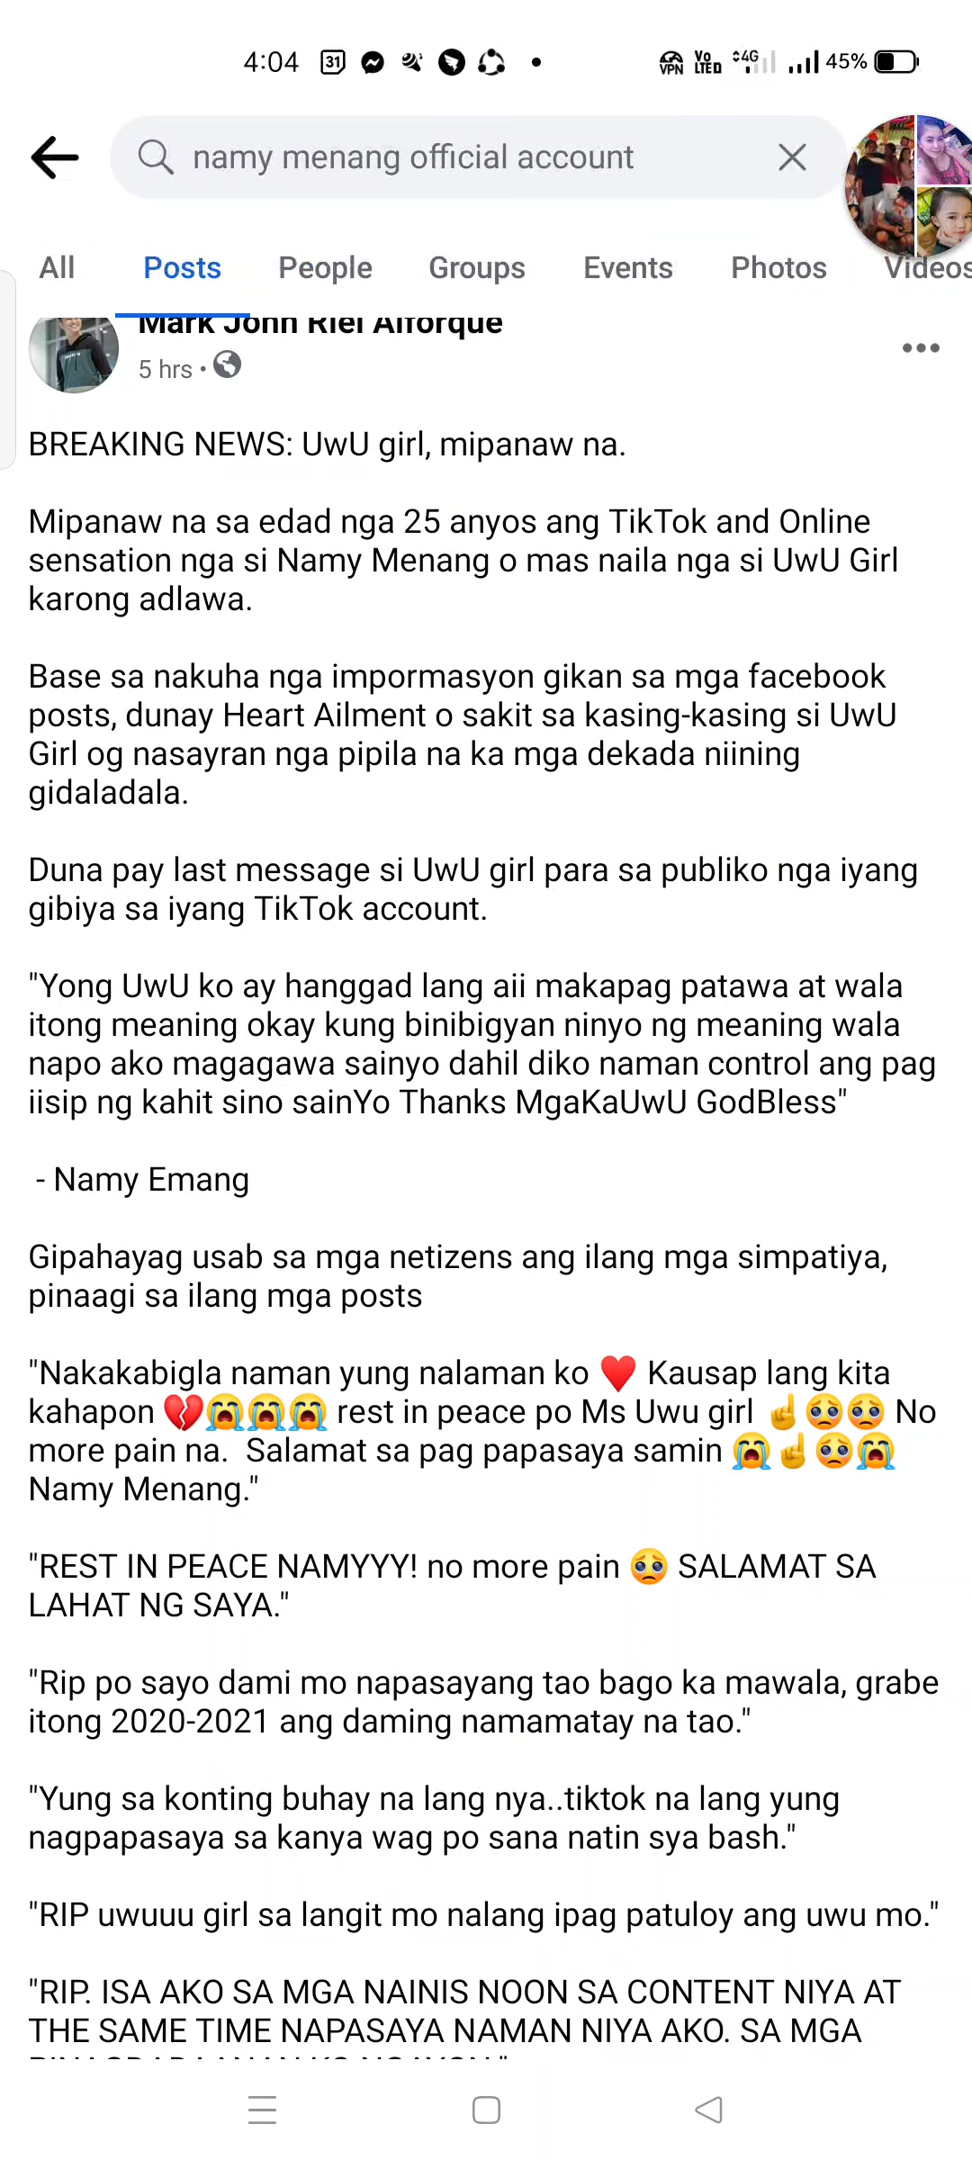 4:04 31 VPN Vo LTED 4G 45%
namy menang official account
All Posts People Groups Events Photos Videos
Mark John Riel Alforque
5 hrs •
BREAKING NEWS: UwU girl, mipanaw na.
Mipanaw na sa edad nga 25 anyos ang TikTok and Online
sensation nga si Namy Menang o mas naila nga si UwU Girl
karong adlawa.
Base sa nakuha nga impormasyon gikan sa mga facebook
posts, dunay Heart Ailment o sakit sa kasing-kasing si UwU
Girl og nasayran nga pipila na ka mga dekada niining
gidaladala.
Duna pay last message si UwU girl para sa publiko nga iyang
gibiya sa iyang TikTok account.
"Yong UwU ko ay hanggad lang aii makapag patawa at wala
itong meaning okay kung binibigyan ninyo ng meaning wala
napo ako magagawa sainyo dahil diko naman control ang pag
iisip ng kahit sino sainYo Thanks MgaKaUwU GodBless"
- Namy Emang
Gipahayag usab sa mga netizens ang ilang mga simpatiya,
pinaagi sa ilang mga posts
"Nakakabigla naman yung nalaman ko ♥️ Kausap lang kita
kahapon 💔😭😭😭 rest in peace po Ms Uwu girl ☝️🥺🥺 No
more pain na. Salamat sa pag papasaya samin 😭☝️🥺😭
Namy Menang."
"REST IN PEACE NAMYYY! no more pain 🥺 SALAMAT SA
LAHAT NG SAYA."
"Rip po sayo dami mo napasayang tao bago ka mawala, grabe
itong 2020-2021 ang daming namamatay na tao."
"Yung sa konting buhay na lang nya..tiktok na lang yung
nagpapasaya sa kanya wag po sana natin sya bash."
"RIP uwuuu girl sa langit mo nalang ipag patuloy ang uwu mo."
"RIP. ISA AKO SA MGA NAINIS NOON SA CONTENT NIYA AT
THE SAME TIME NAPASAYA NAMAN NIYA AKO. SA MGA